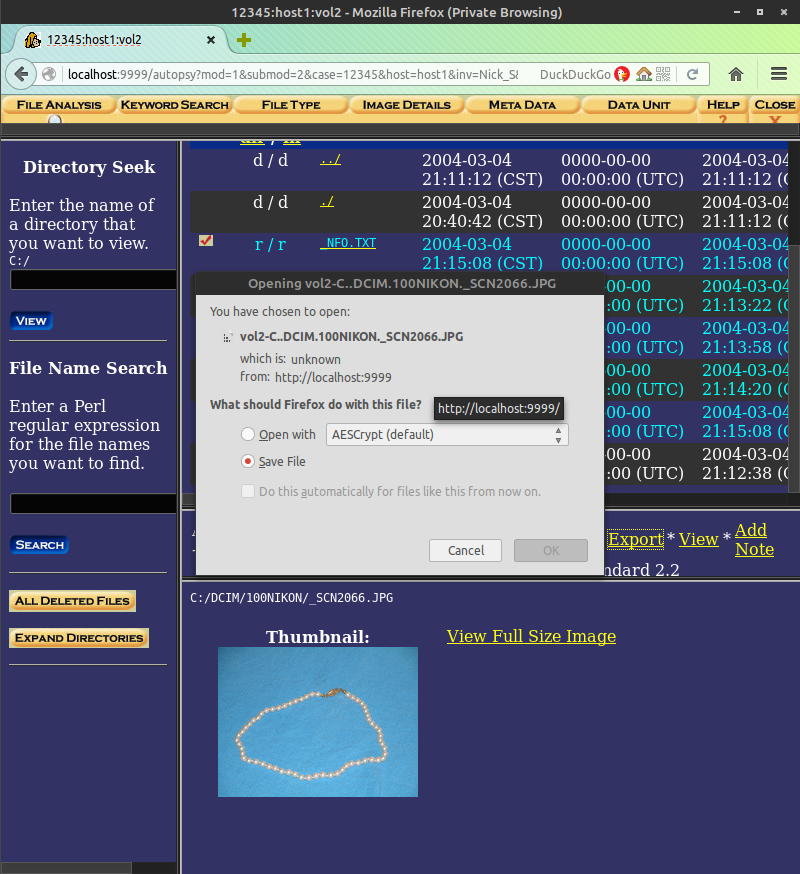 12345:host1:vol2 - Mozilla Firefox (Private Browsing)
12345:host1:vol2
localhost:9999/autopsy?mod=1&submod=2&case=12345&host=host1&inv=Nick_S8
DuckDuckGo
FILE ANALYSIS KEYWORD SEARCH FILE TYPE IMAGE DETAILS META DATA DATA UNIT HELP CLOSE
? X
Directory Seek
Enter the name of
a directory that
you want to view.
C:/
VIEW
File Name Search
Enter a Perl
regular expression
for the file names
you want to find.
SEARCH
ALL DELETED FILES
EXPAND DIRECTORIES
dir / in
d / d ../ 2004-03-04 0000-00-00 2004-03-04
21:11:12 (CST) 00:00:00 (UTC) 21:11:12 (C
d / d ./ 2004-03-04 0000-00-00 2004-03-04
20:40:42 (CST) 00:00:00 (UTC) 21:11:12 (C
r / r _NFO.TXT 2004-03-04 0000-00-00 2004-03-04
21:15:08 (CST) 00:00:00 (UTC) 21:15:08 (C
-00-00 2004-03-04
:00 (UTC) 21:13:22 (C
-00-00 2004-03-04
:00 (UTC) 21:13:58 (C
-00-00 2004-03-04
:00 (UTC) 21:14:20 (C
-00-00 2004-03-04
:00 (UTC) 21:15:08 (C
-00-00 2004-03-04
:00 (UTC) 21:12:38 (C
Opening vol2-C..DCIM.100NIKON._SCN2066.JPG
You have chosen to open:
vol2-C..DCIM.100NIKON._SCN2066.JPG
which is: unknown
from: http://localhost:9999
What should Firefox do with this file?
http://localhost:9999/
Open with AESCrypt (default)
Save File
Do this automatically for files like this from now on.
Cancel OK
Export * View * Add
Note
ndard 2.2
C:/DCIM/100NIKON/_SCN2066.JPG
Thumbnail: View Full Size Image